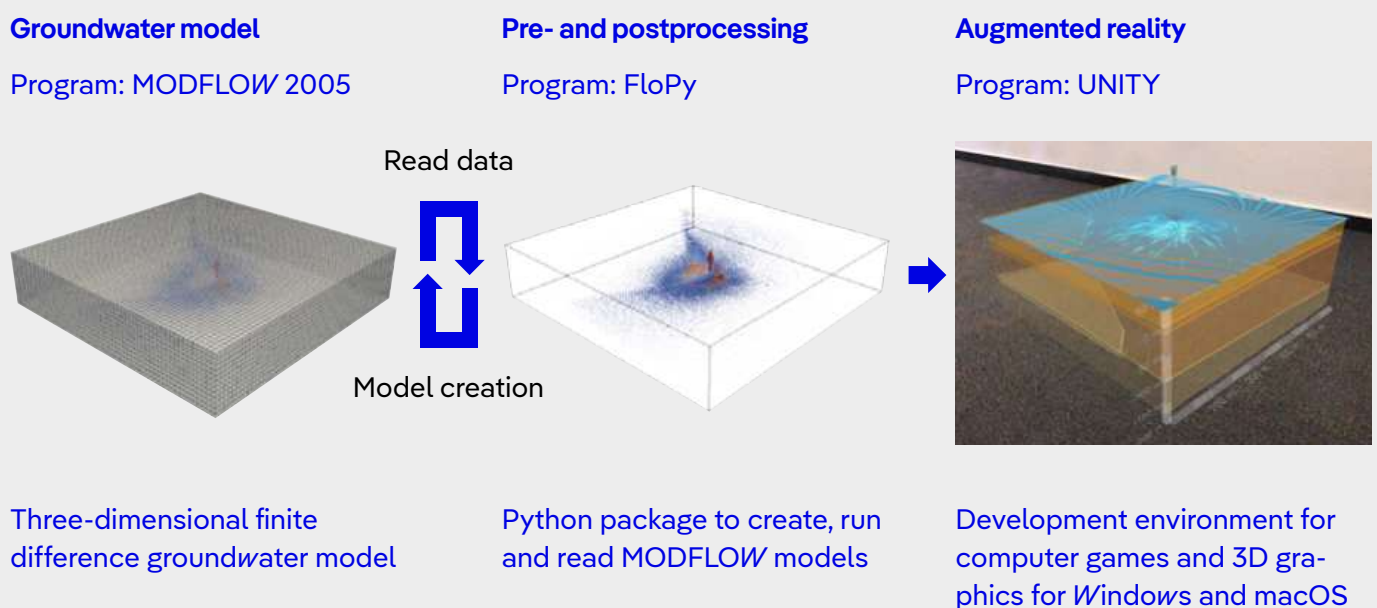 Groundwater model
Program: MODFLOW 2005
Pre- and postprocessing
Program: FloPy
Augmented reality
Program: UNITY
Read data
Model creation
Three-dimensional finite
difference groundwater model
Python package to create, run
and read MODFLOW models
Development environment for
computer games and 3D gra-
phics for Windows and macOS